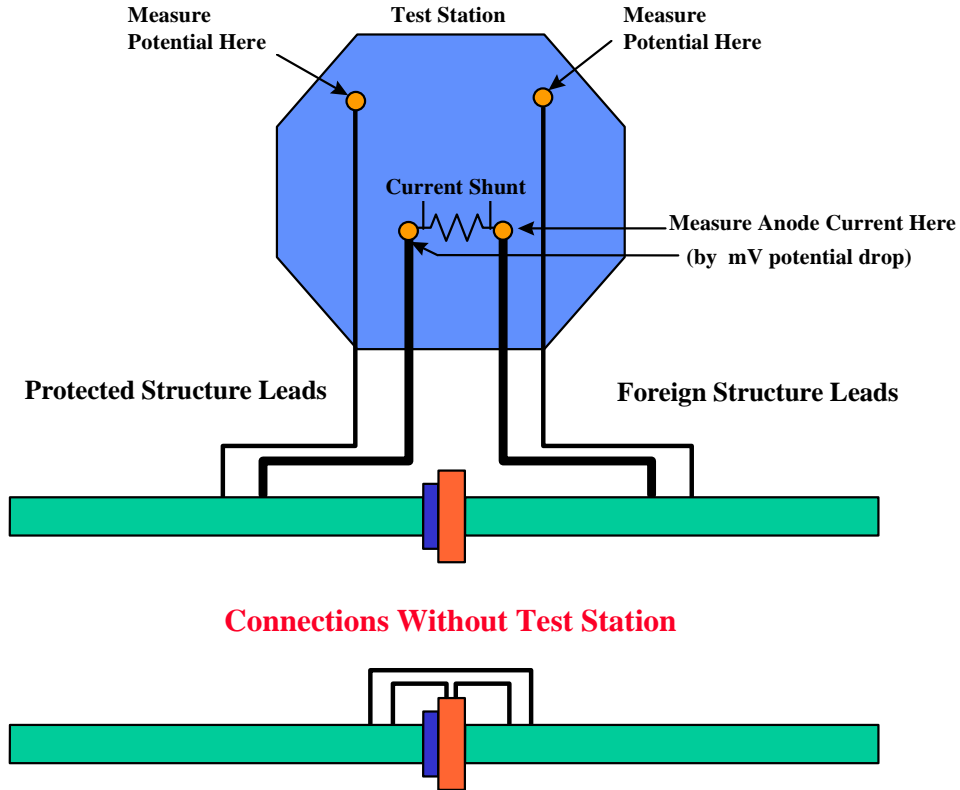 Measure
Potential Here
Test Station
Measure
Potential Here
Current Shunt
Measure Anode Current Here
(by mV potential drop)
Protected Structure Leads
Foreign Structure Leads
Connections Without Test Station